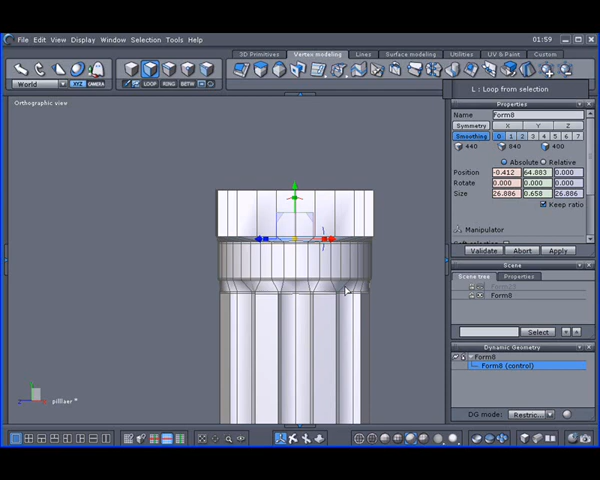 File Edit View Display Window Selection Tools Help 01:59
3D Primitives Vertex modeling Lines Surface modeling Utilities UV & Paint Custom
World XYZ CAMERA LOOP RING BETW
L : Loop from selection
Orthographic view
Properties
Name Form8
Symmetry X Y Z
Smoothing 0 1 2 3 4 5 6 7
440 840 400
Absolute Relative
Position -0.412 64.883 0.000
Rotate 0.000 0.000 0.000
Size 26.886 0.658 26.886
Keep ratio
Manipulator
Validate Abort Apply
Scene
Scene tree Properties
Form8
Select
Dynamic Geometry
Form8
Form8 (control)
DG mode: Restric...
pilllaer *